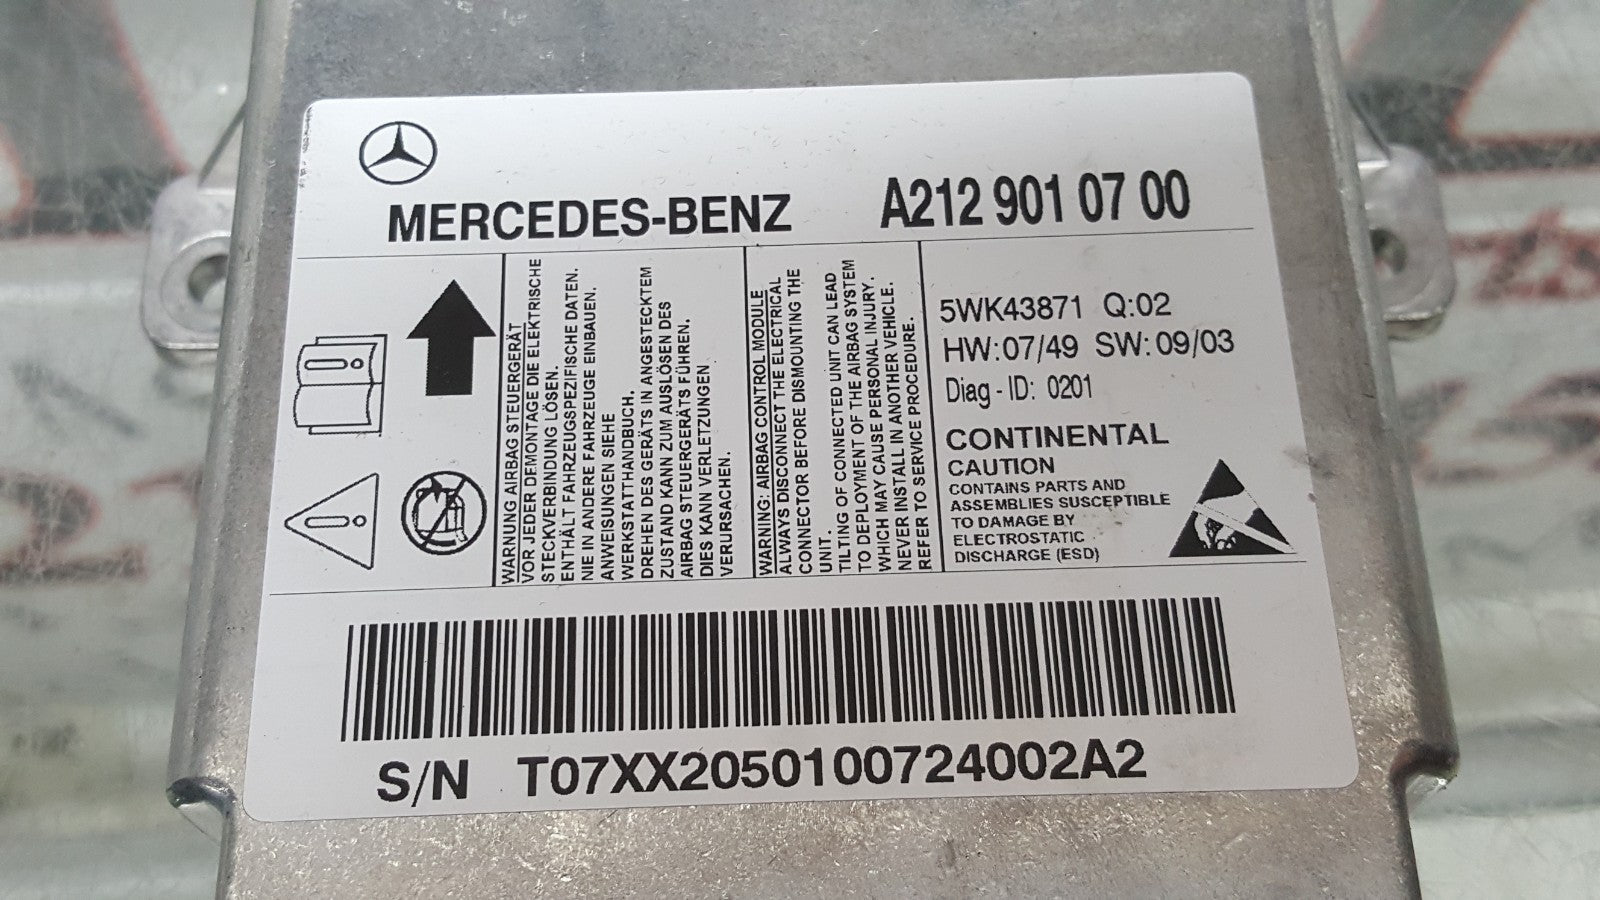 MERCEDES-BENZ A212 901 07 00
WARNUNG AIRBAG STEUERGERÄT
VOR JEDER DEMONTAGE DIE ELEKTRISCHE
STECKVERBINDUNG LÖSEN.
ENTHÄLT FAHRZEUGSPEZIFISCHE DATEN.
NIE IN ANDERE FAHRZEUGE EINBAUEN.
ANWEISUNGEN SIEHE
WERKSTATTHANDBUCH.
DREHEN DES GERÄTS IN ANGESTECKTEM
ZUSTAND KANN ZUM AUSLÖSEN DES
AIRBAG STEUERGERÄTS FÜHREN.
DIES KANN VERLETZUNGEN
VERURSACHEN.
WARNING: AIRBAG CONTROL MODULE
ALWAYS DISCONNECT THE ELECTRICAL
CONNECTOR BEFORE DISMOUNTING THE
UNIT.
TILTING OF CONNECTED UNIT CAN LEAD
TO DEPLOYMENT OF THE AIRBAG SYSTEM
WHICH MAY CAUSE PERSONAL INJURY.
NEVER INSTALL IN ANOTHER VEHICLE.
REFER TO SERVICE PROCEDURE.
5WK43871 Q:02
HW:07/49 SW:09/03
Diag-ID: 0201
CONTINENTAL
CAUTION
CONTAINS PARTS AND
ASSEMBLIES SUSCEPTIBLE
TO DAMAGE BY
ELECTROSTATIC
DISCHARGE (ESD)
S/N T07XX2050100724002A2